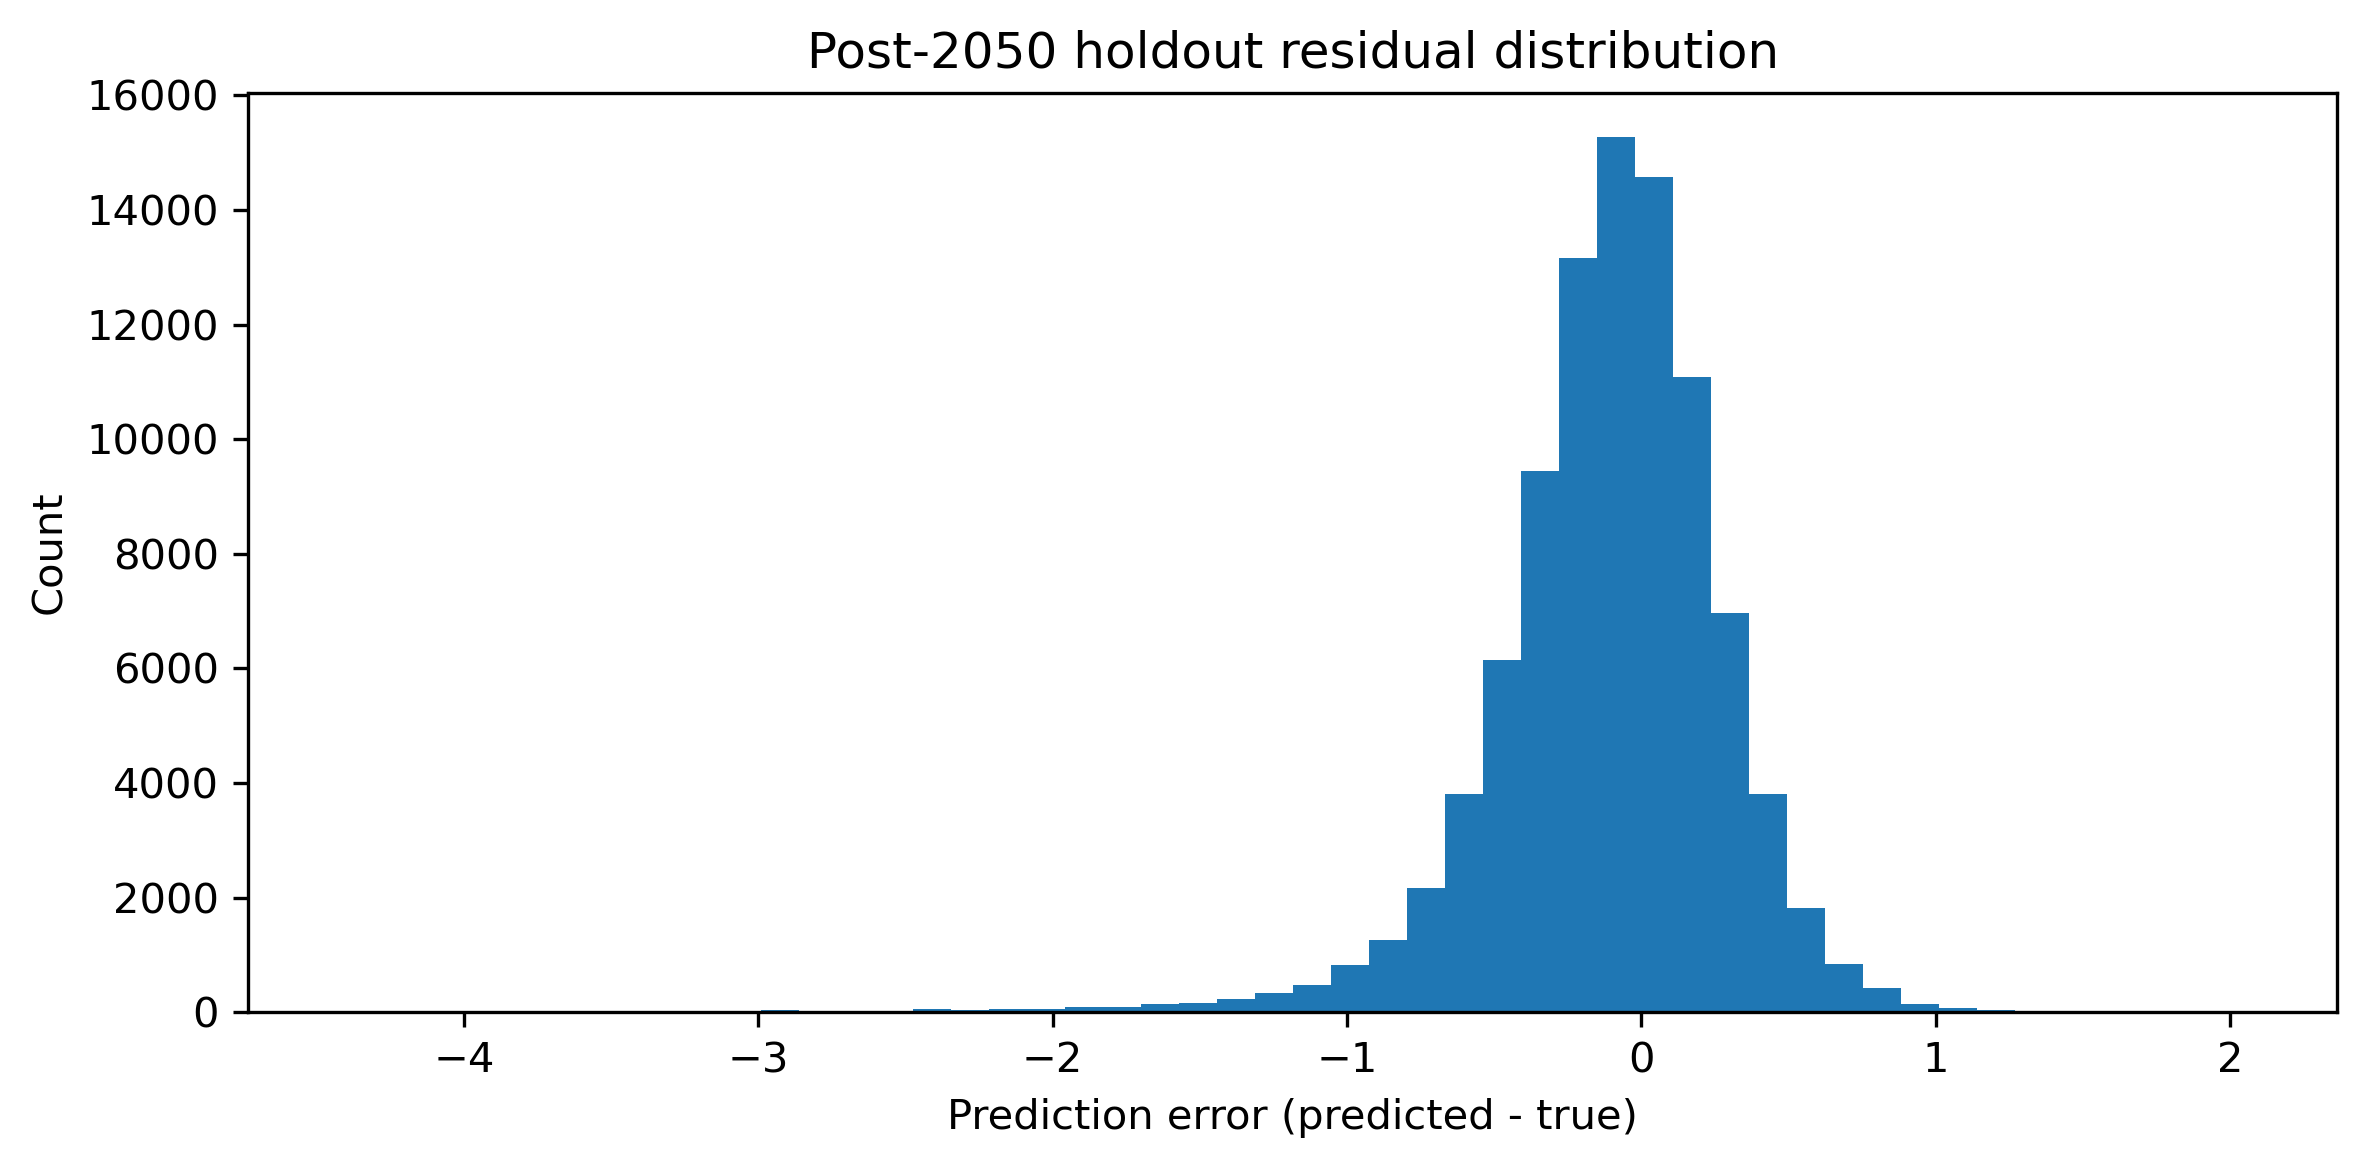 Post-2050 holdout residual distribution
16000
14000
12000
10000
8000
6000
4000
2000
0
Count
−4 −3 −2 −1 0 1 2
Prediction error (predicted - true)